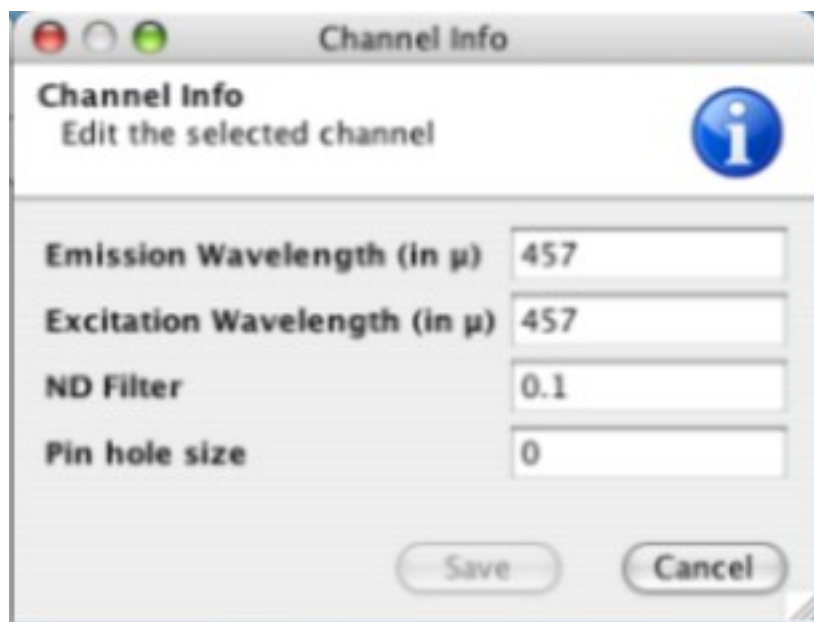 Channel Info
Channel Info
Edit the selected channel
Emission Wavelength (in μ) 457
Excitation Wavelength (in μ) 457
ND Filter 0.1
Pin hole size 0
Save Cancel